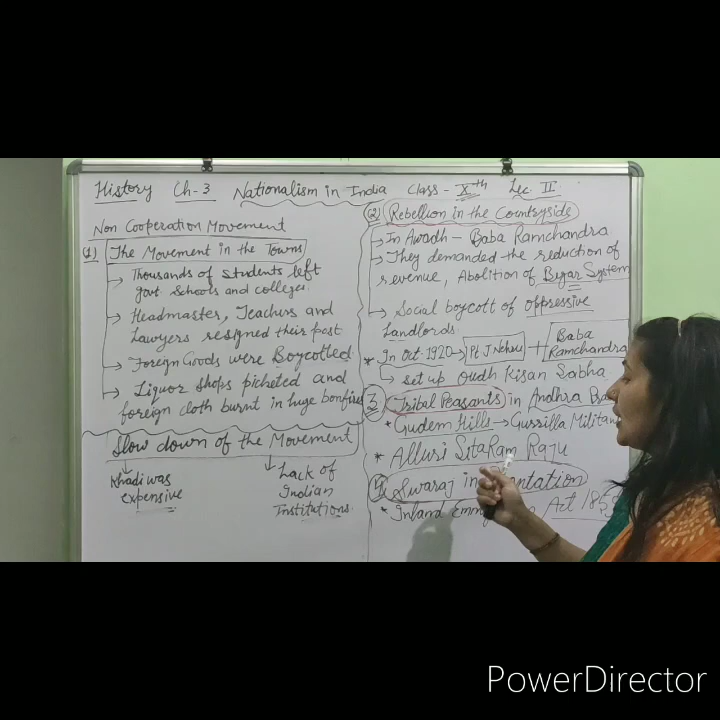 History Ch-3 Nationalism in India Class - Xth Lec II
Non Cooperation Movement
(1) The Movement in the Towns
→ Thousands of students left
govt. schools and colleges.
→ Headmaster, Teachers and
Lawyers resigned their post
→ Foreign Goods were Boycotted
→ Liquor shops picketed and
foreign cloth burnt in huge bonfires
Slow down of the Movement
Khadi was
expensive
Lack of
Indian
Institutions.
(2) Rebellion in the Countryside
→ In Awadh - Baba Ramchandra
→ They demanded the reduction of
revenue, Abolition of Begar System
→ Social boycott of oppressive
Landlords.
* In Oct. 1920 → Pt J Nehru + Baba Ramchandra
set up Oudh Kisan Sabha
3 Tribal Peasants in Andhra
* Gudem Hills → Gurrilla
* Alluri SitaRam Raju
Swaraj in
* Inland Act
PowerDirector